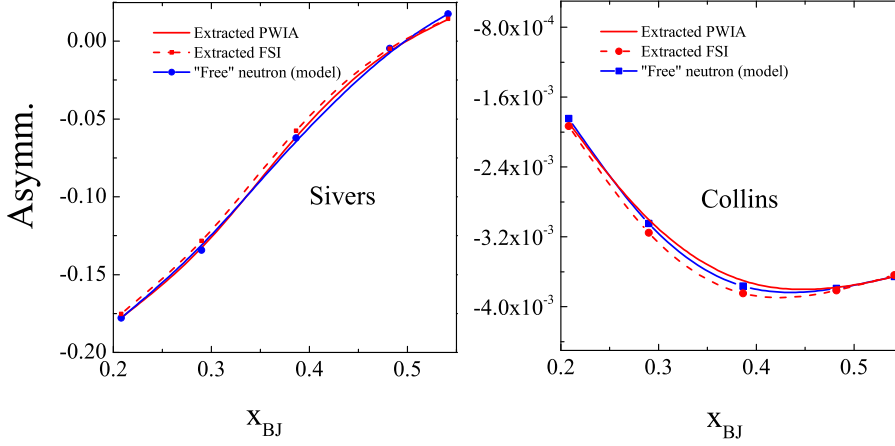 Extracted PWIA
Extracted FSI
"Free" neutron (model)
0.00
-0.05
-0.10
-0.15
-0.20
Asymm.
Sivers
0.2
0.3
0.4
0.5
x_BJ
Extracted PWIA
Extracted FSI
"Free" neutron (model)
-8.0x10⁻⁴
-1.6x10⁻³
-2.4x10⁻³
-3.2x10⁻³
-4.0x10⁻³
Collins
0.2
0.3
0.4
0.5
x_BJ